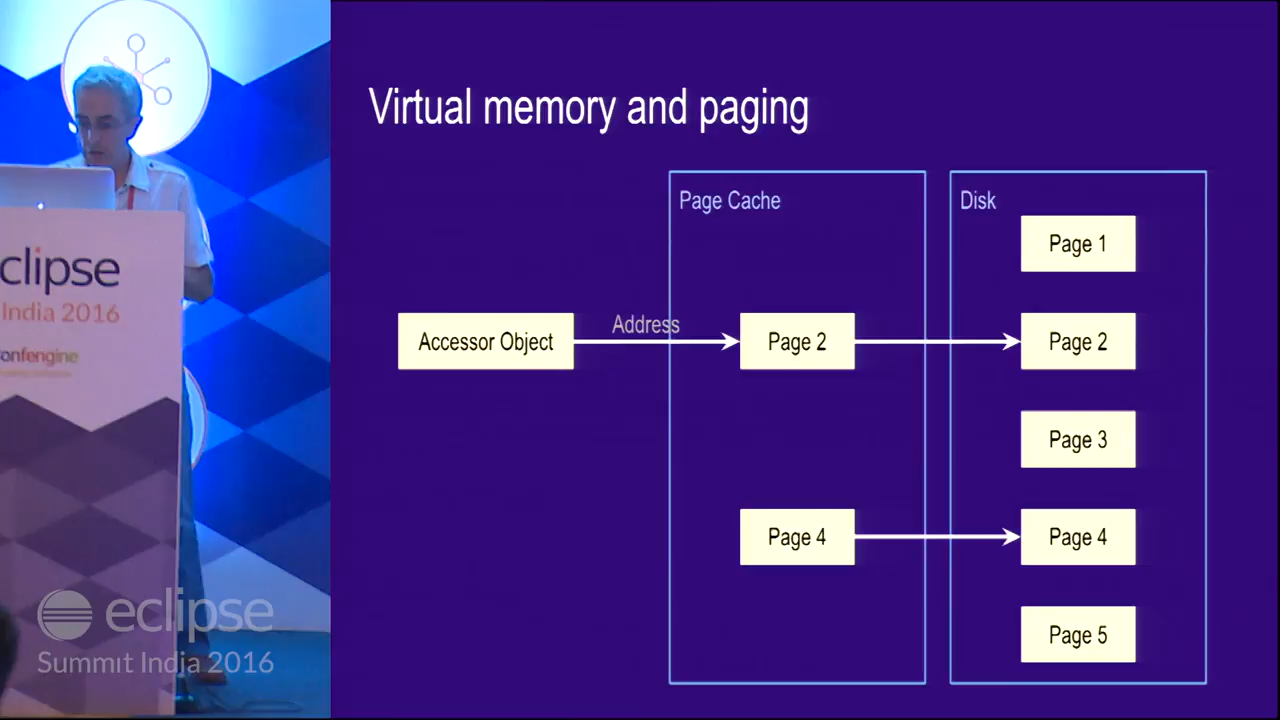 Virtual memory and paging
Page Cache
Disk
Page 1
Accessor Object
Address
Page 2
Page 2
Page 3
Page 4
Page 4
Page 5
clipse
India 2016
onfengine
eclipse
Summit India 2016